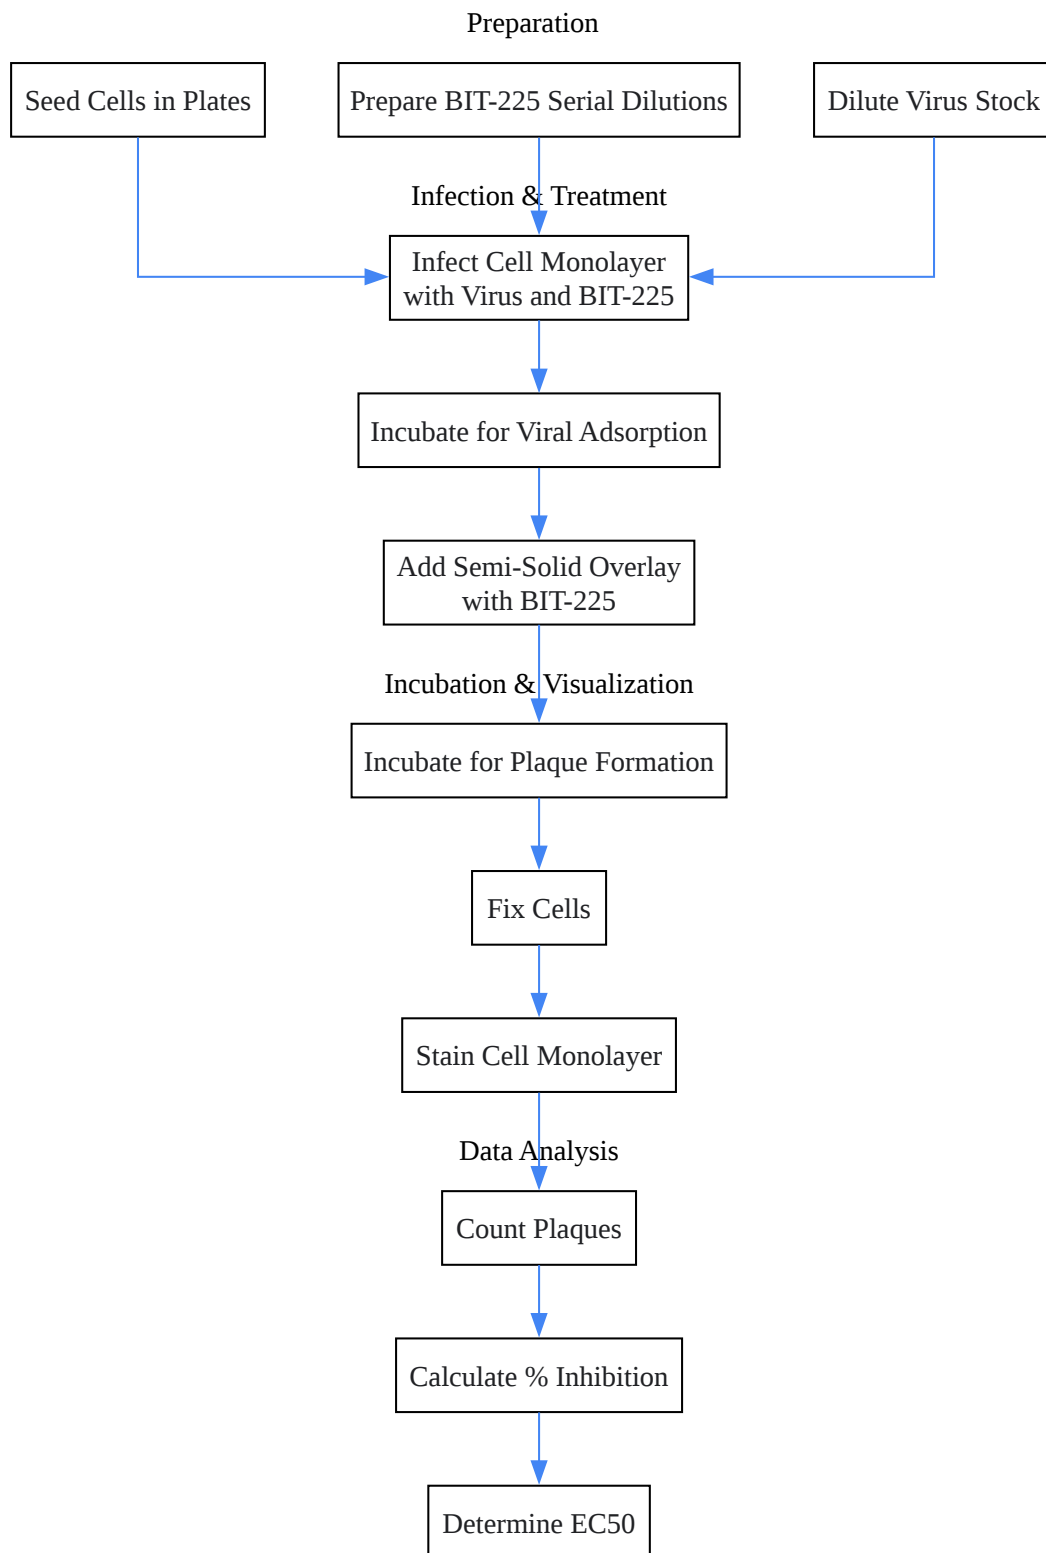 Preparation
Seed Cells in Plates
Prepare BIT-225 Serial Dilutions
Dilute Virus Stock
Infection & Treatment
Infect Cell Monolayer
with Virus and BIT-225
Incubate for Viral Adsorption
Add Semi-Solid Overlay
with BIT-225
Incubation & Visualization
Incubate for Plaque Formation
Fix Cells
Stain Cell Monolayer
Data Analysis
Count Plaques
Calculate % Inhibition
Determine EC50